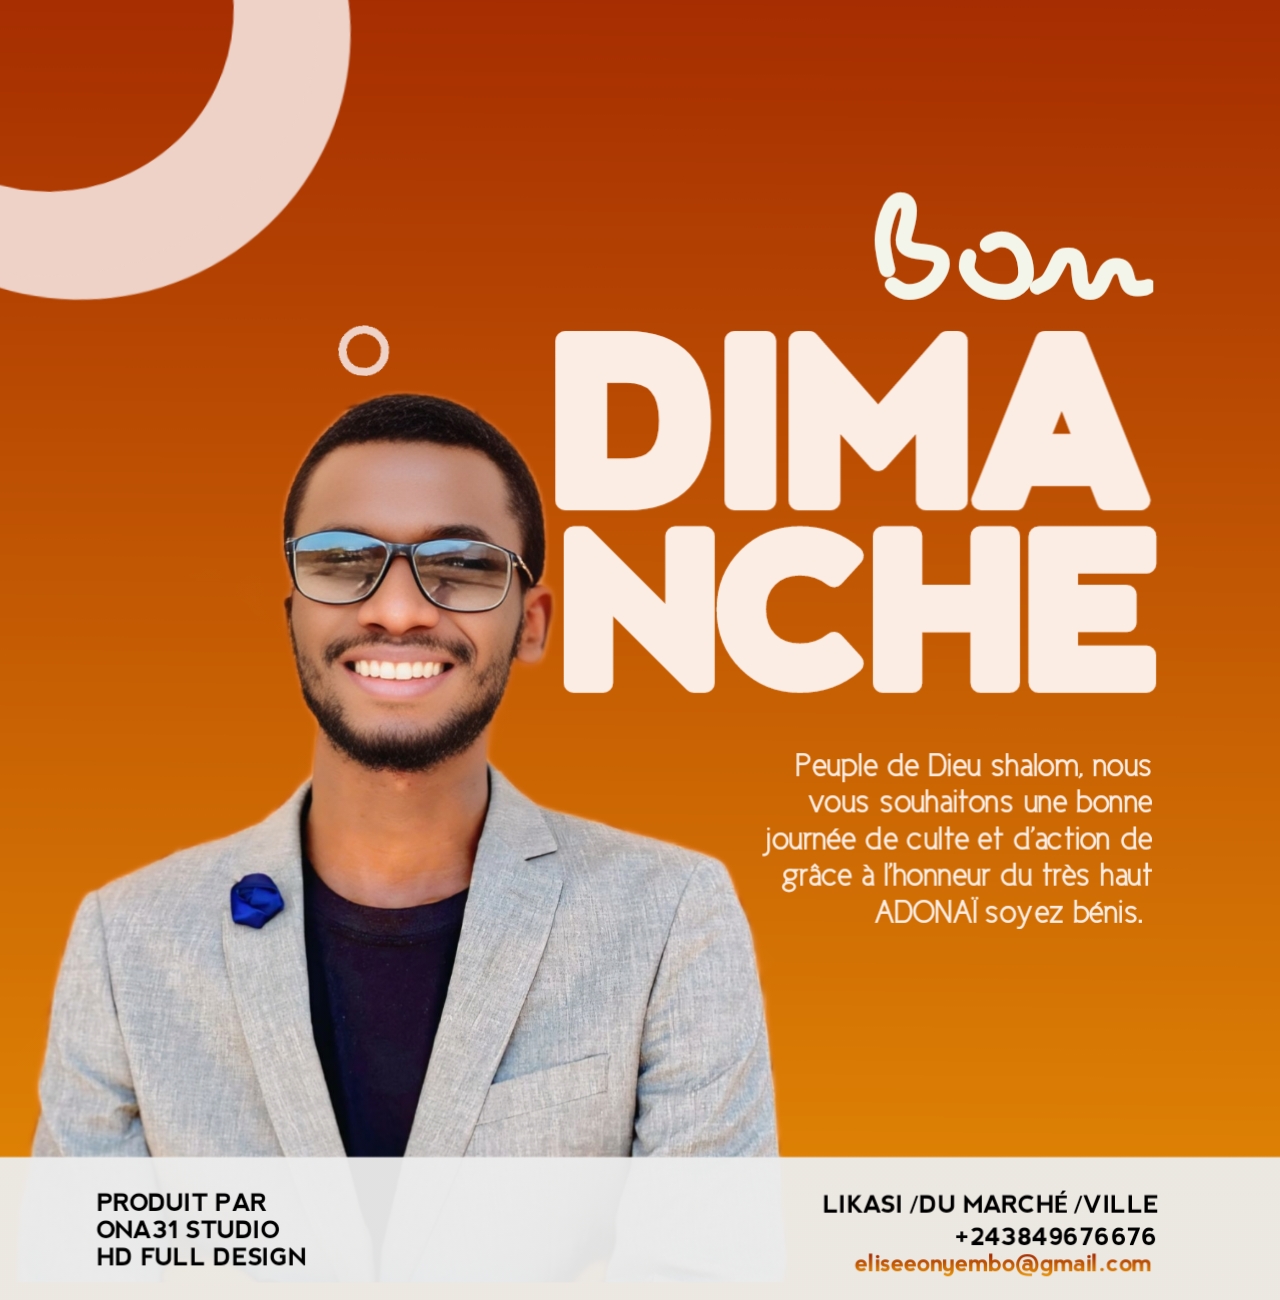 Bon
DIMA
NCHE
Peuple de Dieu shalom, nous
vous souhaitons une bonne
journée de culte et d'action de
grâce à l'honneur du très haut
ADONAÏ soyez bénis.
PRODUIT PAR
ONA31 STUDIO
HD FULL DESIGN
LIKASI /DU MARCHÉ /VILLE
+243849676676
eliseeonyembo@gmail.com